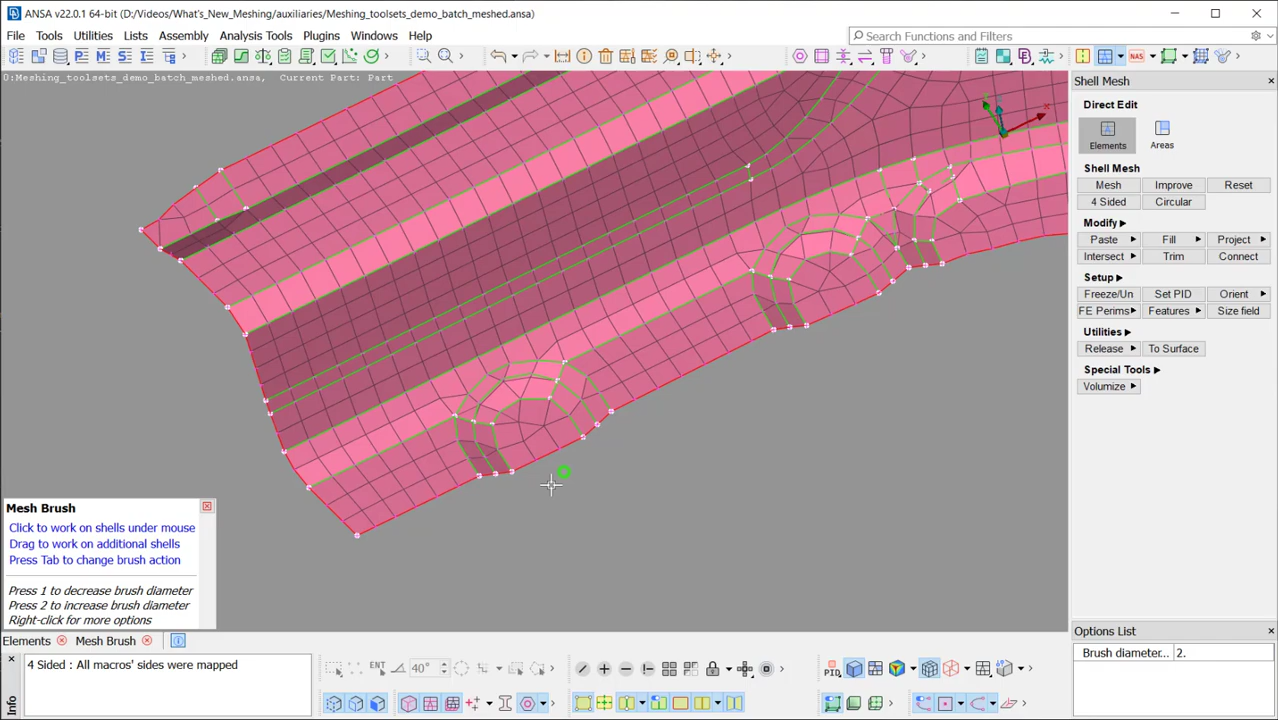 ANSA v22.0.1 64-bit (D:/Videos/What's_New_Meshing/auxiliaries/Meshing_toolsets_demo_batch_meshed.ansa)
File Tools Utilities Lists Assembly Analysis Tools Plugins Windows Help
Search Functions and Filters
0:Meshing_toolsets_demo_batch_meshed.ansa, Current Part: Part
Shell Mesh
Direct Edit
Elements Areas
Shell Mesh
Mesh Improve Reset
4 Sided Circular
Modify
Paste Fill Project
Intersect Trim Connect
Setup
Freeze/Un Set PID Orient
FE Perims Features Size field
Utilities
Release To Surface
Special Tools
Volumize
Mesh Brush
Click to work on shells under mouse
Drag to work on additional shells
Press Tab to change brush action
Press 1 to decrease brush diameter
Press 2 to increase brush diameter
Right-click for more options
Elements Mesh Brush
Options List
Brush diameter... 2.
Info
4 Sided : All macros' sides were mapped
ENT 40°
PID
NAS